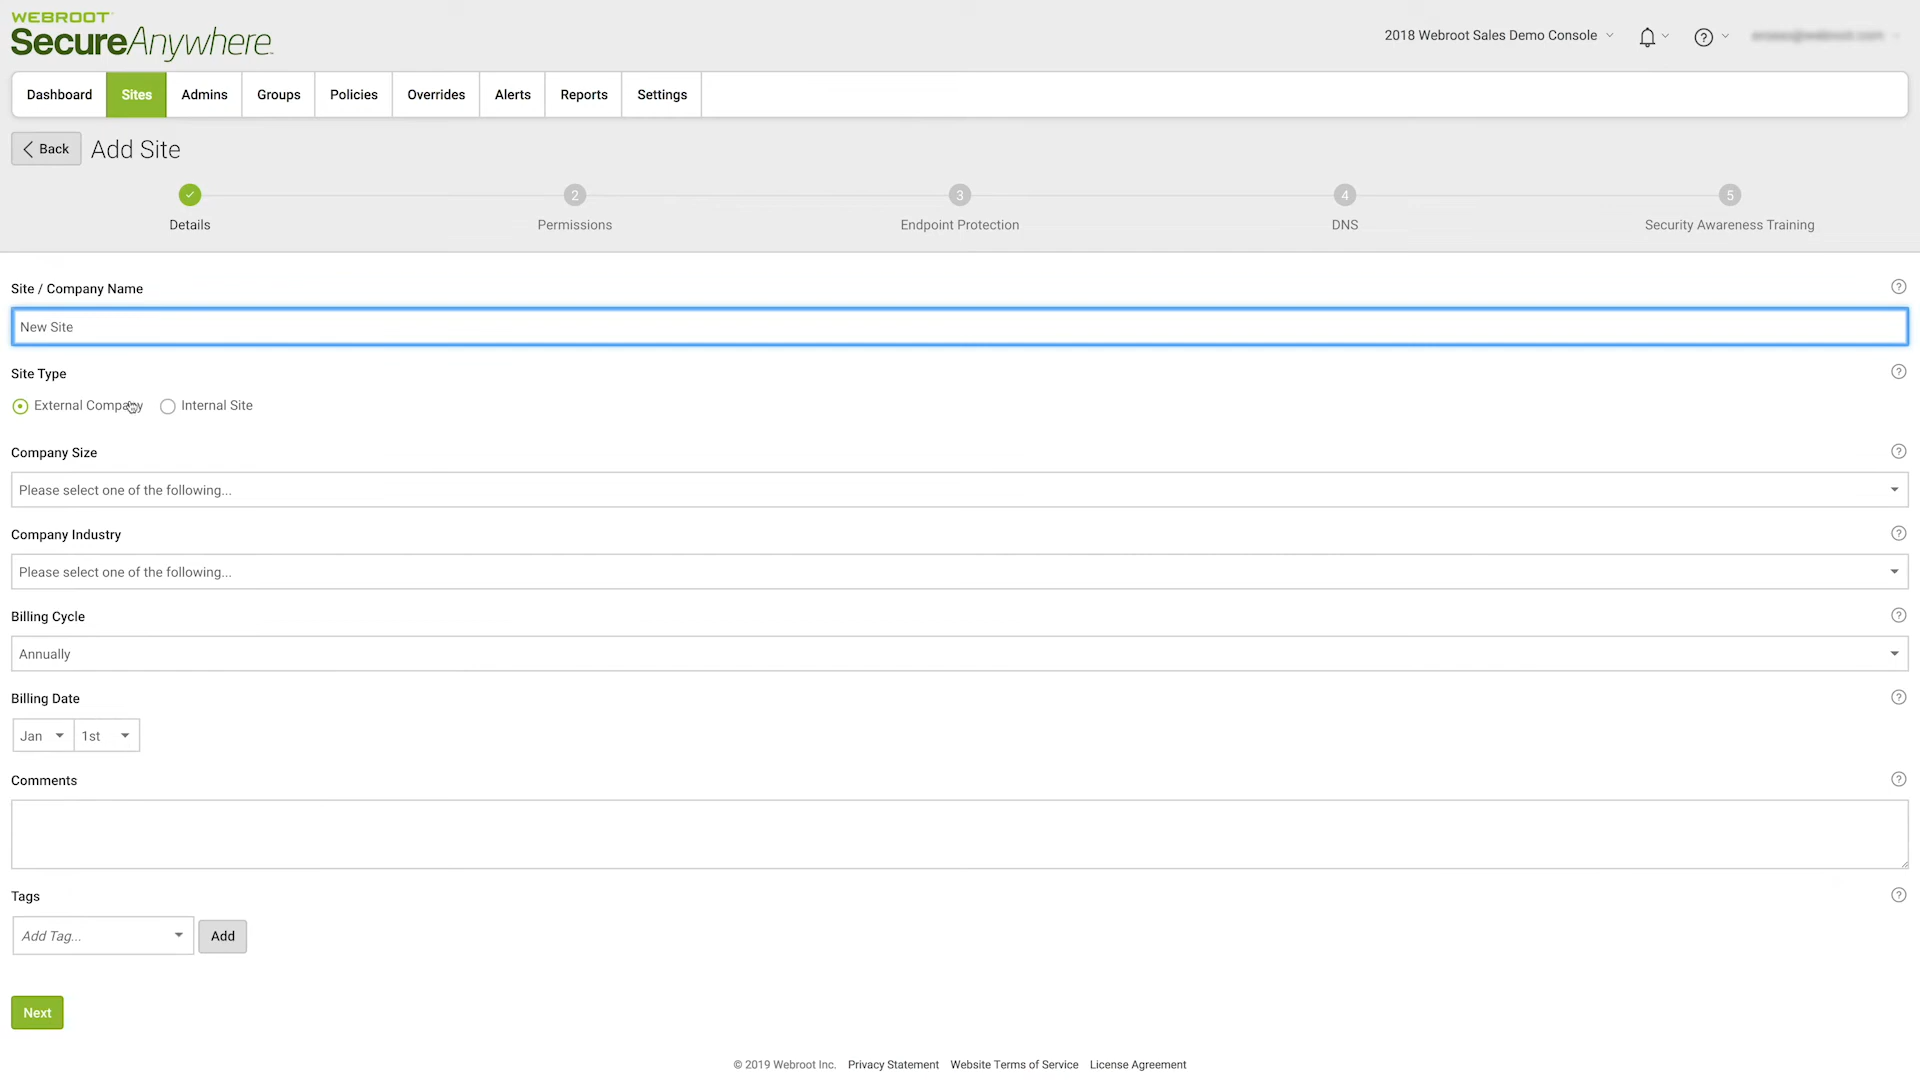 WEBROOT
SecureAnywhere
2018 Webroot Sales Demo Console
Dashboard Sites Admins Groups Policies Overrides Alerts Reports Settings
Back Add Site
2 3 4 5
Details Permissions Endpoint Protection DNS Security Awareness Training
Site / Company Name
New Site
Site Type
External Company Internal Site
Company Size
Please select one of the following...
Company Industry
Please select one of the following...
Billing Cycle
Annually
Billing Date
Jan 1st
Comments
Tags
Add Tag... Add
Next
© 2019 Webroot Inc. Privacy Statement Website Terms of Service License Agreement